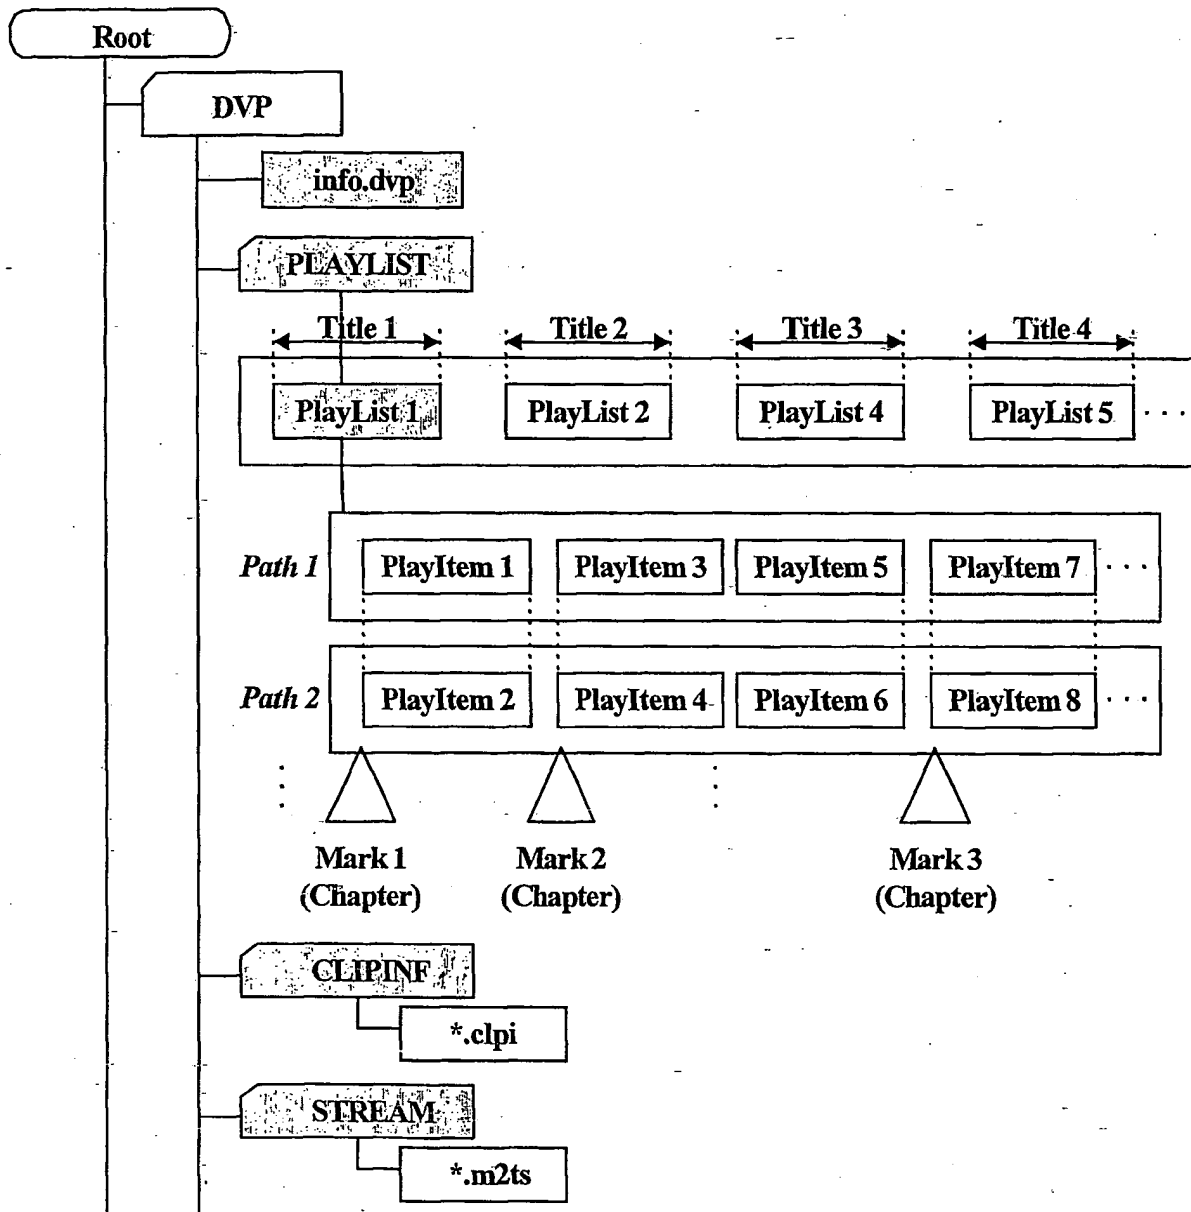 Root
DVP
info.dvp
PLAYLIST
Title 1 Title 2 Title 3 Title 4
PlayList 1 PlayList 2 PlayList 4 PlayList 5 . . .
Path 1 PlayItem 1 PlayItem 3 PlayItem 5 PlayItem 7 . . .
Path 2 PlayItem 2 PlayItem 4 PlayItem 6 PlayItem 8 . . .
Mark 1 Mark 2 Mark 3
(Chapter) (Chapter) (Chapter)
CLIPINF
*.clpi
STREAM
*.m2ts